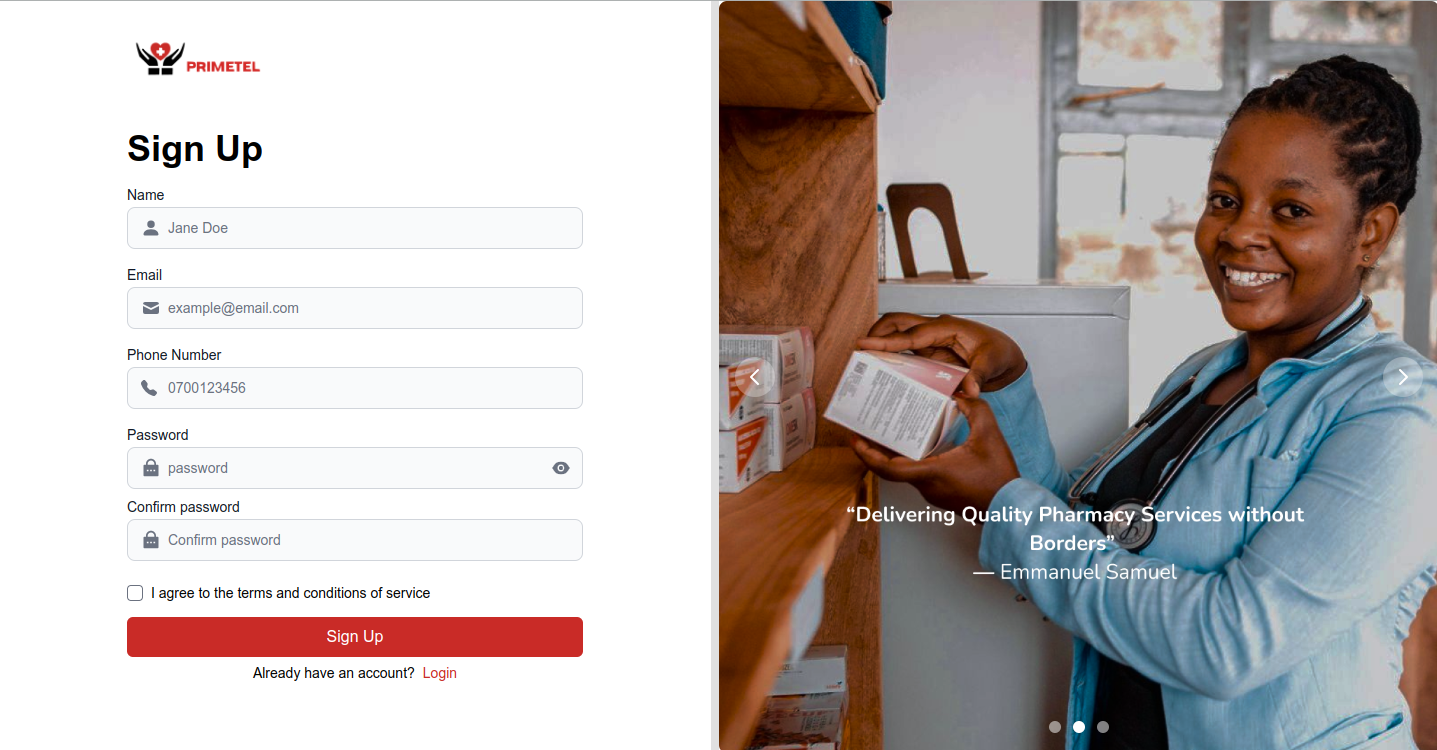 PRIMETEL
Sign Up
Name
Jane Doe
Email
example@email.com
Phone Number
0700123456
Password
password
Confirm password
Confirm password
I agree to the terms and conditions of service
Sign Up
Already have an account? Login
“Delivering Quality Pharmacy Services without
Borders”
— Emmanuel Samuel